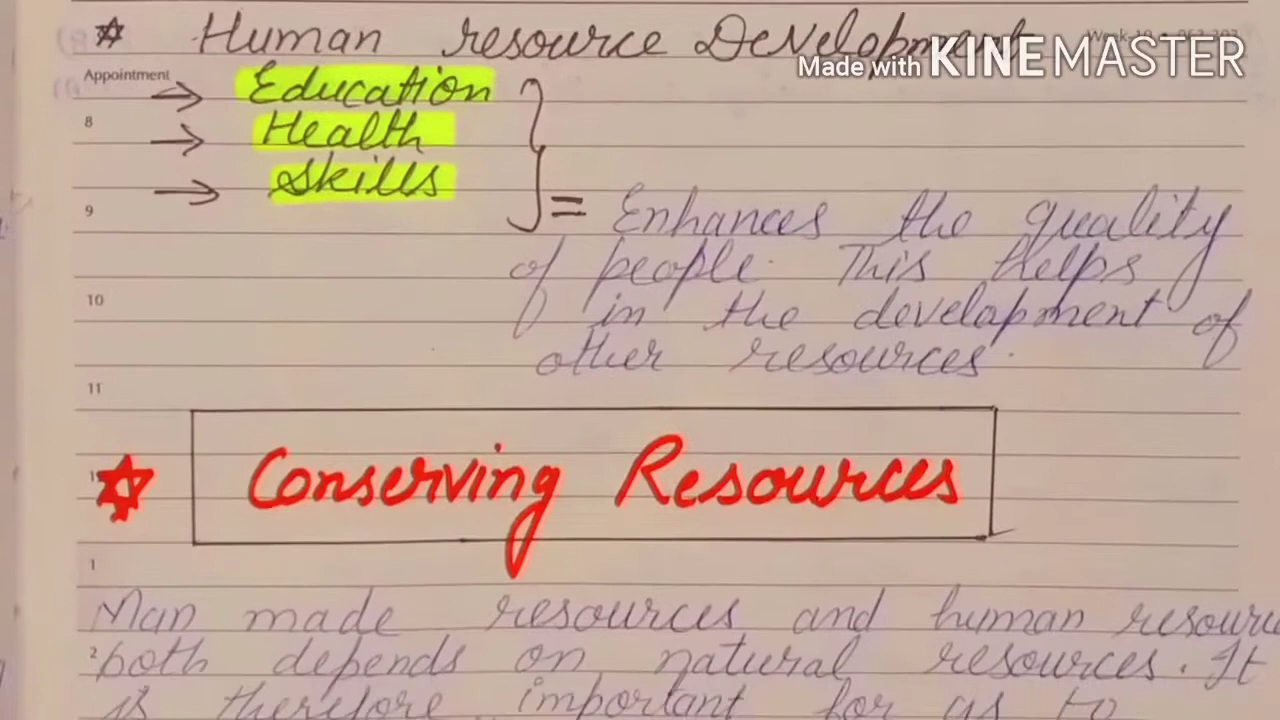 Human resource Development
Made with KINEMASTER
Appointment
→ Education
8
→ Health
→ Skills
9
= Enhances the quality
of people. This helps
10
in the development of
other resources.
11
Conserving Resources
1
Man made resources and human resourc
2
both depends on natural resources. It
is therefore important for us to